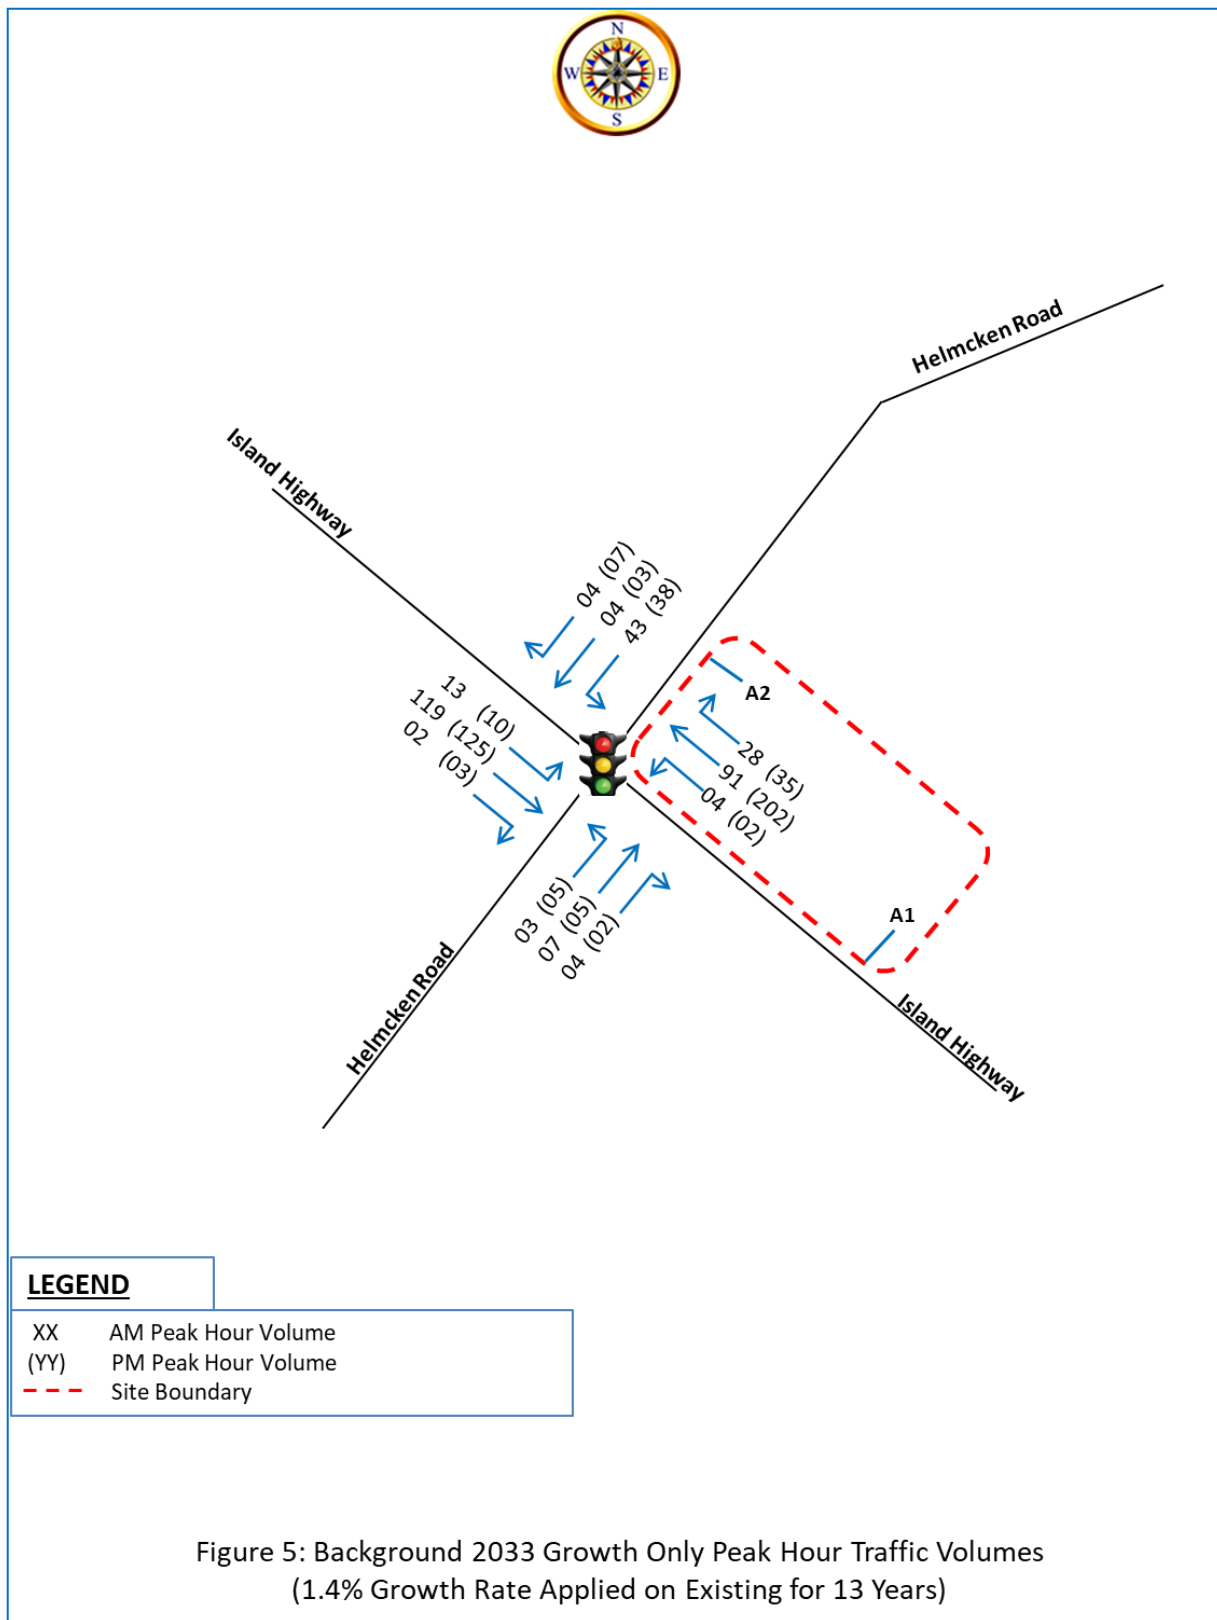 N
W E
S
Helmcken Road
Island Highway
04 (07)
04 (03)
43 (38)
13 (10)
119 (125)
02 (03)
A2
28 (35)
91 (202)
04 (02)
03 (05)
07 (05)
04 (02)
A1
Helmcken Road
Island Highway
LEGEND
XX AM Peak Hour Volume
(YY) PM Peak Hour Volume
Site Boundary
Figure 5: Background 2033 Growth Only Peak Hour Traffic Volumes
(1.4% Growth Rate Applied on Existing for 13 Years)